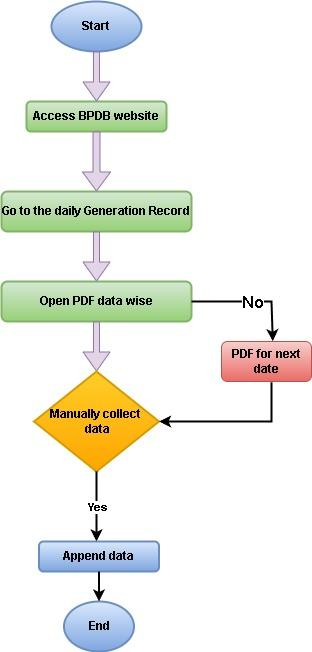 Start
Access BPDB website
Go to the daily Generation Record
Open PDF data wise
No
PDF for next
date
Manually collect
data
Yes
Append data
End